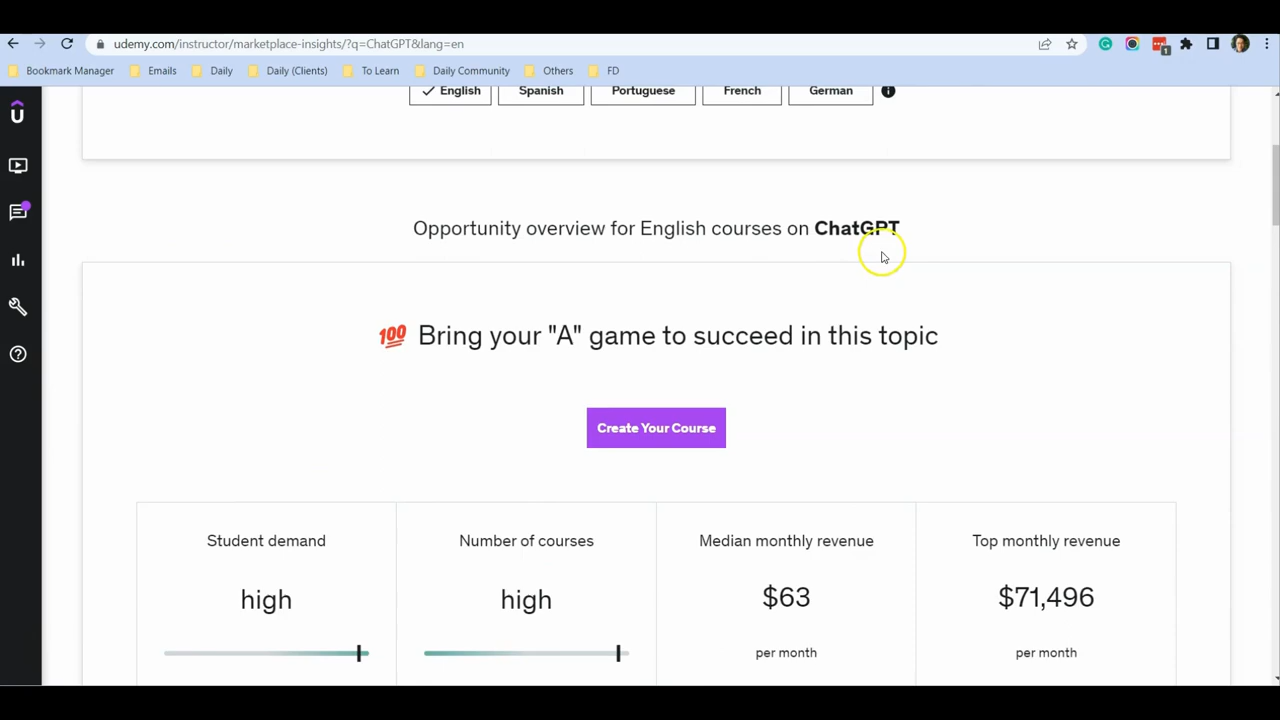 udemy.com/instructor/marketplace-insights/?q=ChatGPT&lang=en
1
Bookmark Manager Emails Daily Daily (Clients) To Learn Daily Community Others FD
English Spanish Portuguese French German
Opportunity overview for English courses on ChatGPT
💯 Bring your "A" game to succeed in this topic
Create Your Course
Student demand Number of courses Median monthly revenue Top monthly revenue
high high $63 $71,496
per month per month